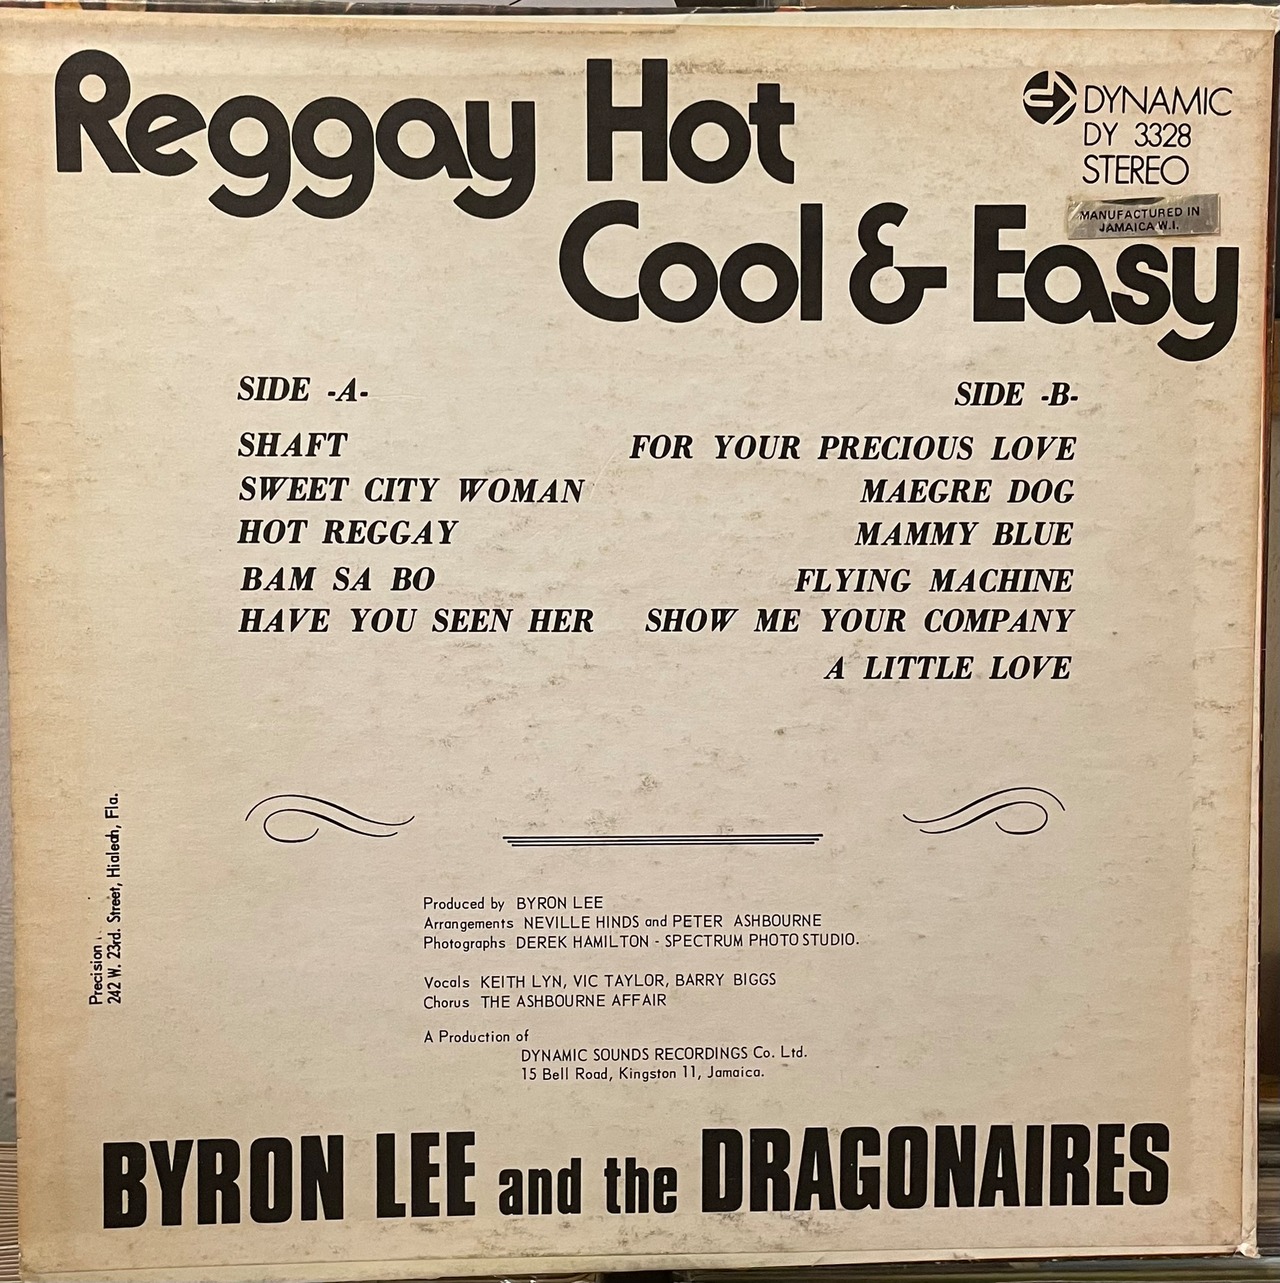 Reggay Hot
Cool & Easy
DYNAMIC
DY 3328
STEREO
MANUFACTURED IN
JAMAICA W.I.
SIDE -A-
SHAFT
SWEET CITY WOMAN
HOT REGGAY
BAM SA BO
HAVE YOU SEEN HER
SIDE -B-
FOR YOUR PRECIOUS LOVE
MAEGRE DOG
MAMMY BLUE
FLYING MACHINE
SHOW ME YOUR COMPANY
A LITTLE LOVE
Precision
242 W. 23rd. Street, Hialeah, Fla.
Produced by BYRON LEE
Arrangements NEVILLE HINDS and PETER ASHBOURNE
Photographs DEREK HAMILTON - SPECTRUM PHOTO STUDIO.
Vocals KEITH LYN, VIC TAYLOR, BARRY BIGGS
Chorus THE ASHBOURNE AFFAIR
A Production of
DYNAMIC SOUNDS RECORDINGS Co. Ltd.
15 Bell Road, Kingston 11, Jamaica.
BYRON LEE and the DRAGONAIRES